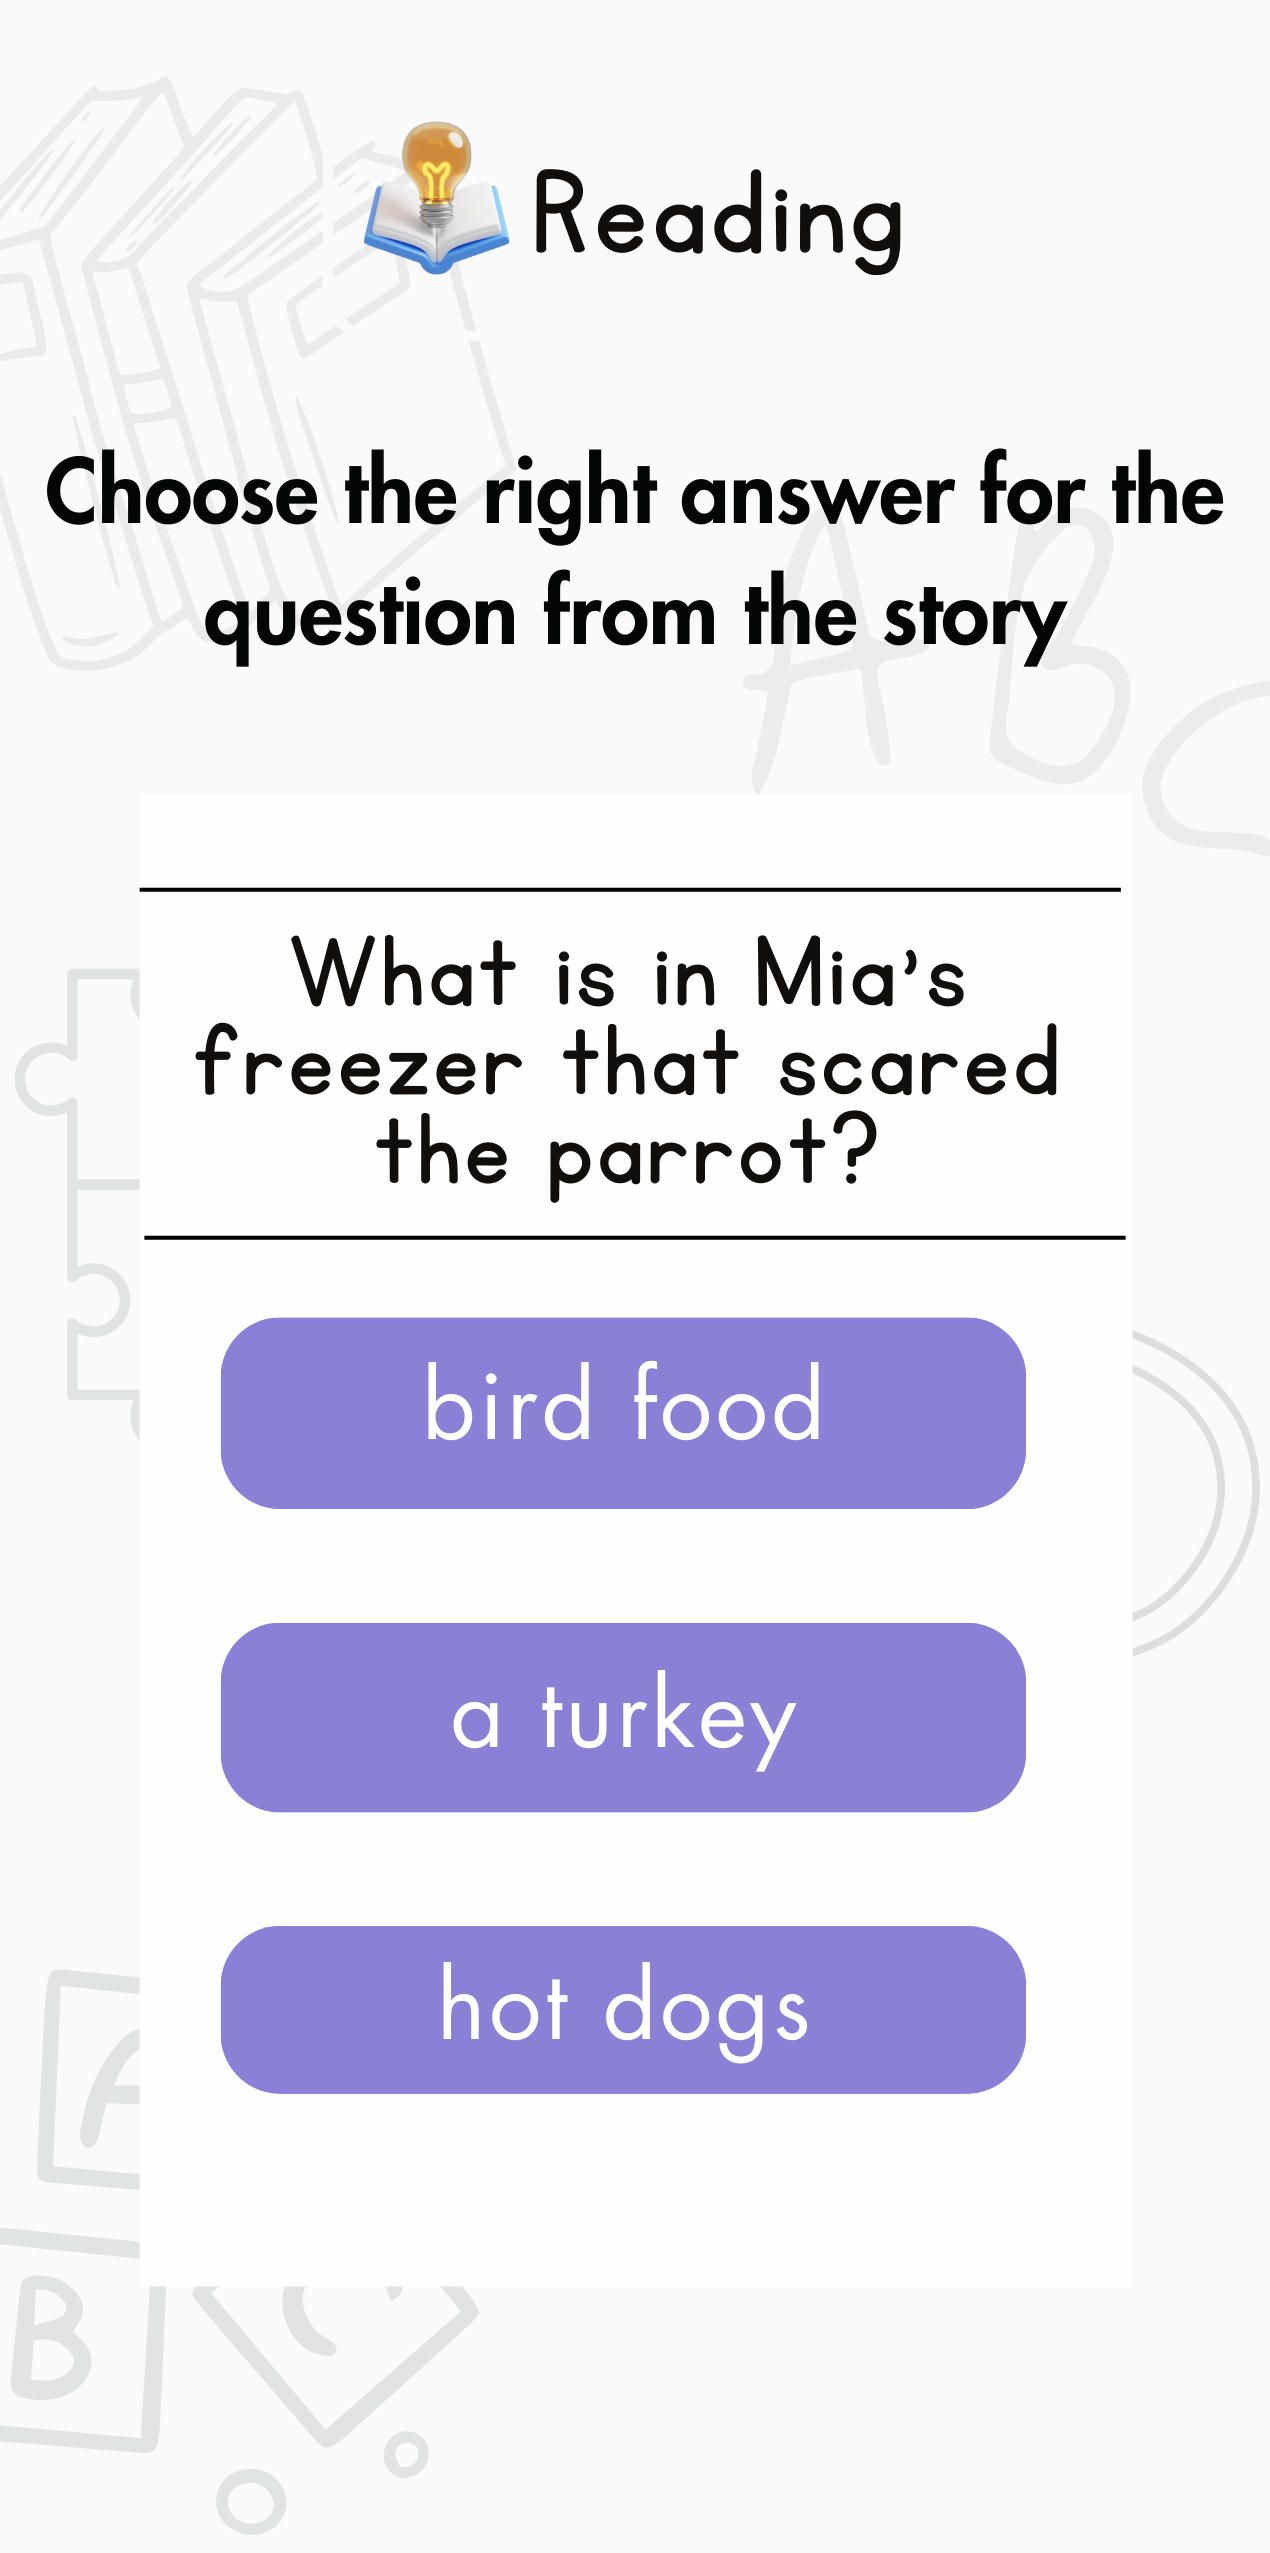 Reading
Choose the right answer for the
question from the story
A B
What is in Mia's
freezer that scared
the parrot?
bird food
a turkey
hot dogs
A
B